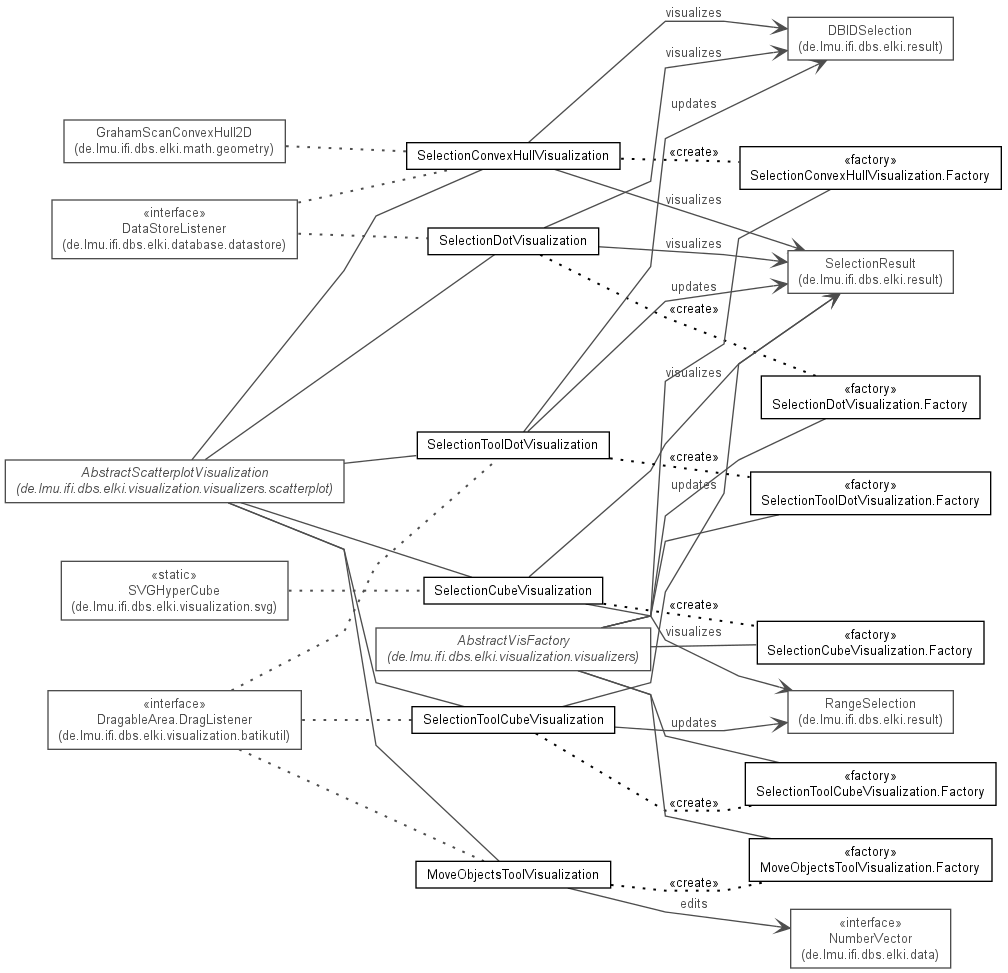 visualizes
DBIDSelection
(de.lmu.ifi.dbs.elki.result)
visualizes
updates
GrahamScanConvexHull2D
(de.lmu.ifi.dbs.elki.math.geometry)
SelectionConvexHullVisualization
«create»
«factory»
SelectionConvexHullVisualization.Factory
visualizes
«interface»
DataStoreListener
(de.lmu.ifi.dbs.elki.database.datastore)
SelectionDotVisualization
visualizes
SelectionResult
(de.lmu.ifi.dbs.elki.result)
updates
«create»
visualizes
«factory»
SelectionDotVisualization.Factory
SelectionToolDotVisualization
«create»
AbstractScatterplotVisualization
(de.lmu.ifi.dbs.elki.visualization.visualizers.scatterplot)
updates
«factory»
SelectionToolDotVisualization.Factory
«static»
SVGHyperCube
(de.lmu.ifi.dbs.elki.visualization.svg)
SelectionCubeVisualization
«create»
visualizes
AbstractVisFactory
(de.lmu.ifi.dbs.elki.visualization.visualizers)
«factory»
SelectionCubeVisualization.Factory
«interface»
DragableArea.DragListener
(de.lmu.ifi.dbs.elki.visualization.batikutil)
SelectionToolCubeVisualization
updates
RangeSelection
(de.lmu.ifi.dbs.elki.result)
«create»
«factory»
SelectionToolCubeVisualization.Factory
MoveObjectsToolVisualization
«create»
«factory»
MoveObjectsToolVisualization.Factory
edits
«interface»
NumberVector
(de.lmu.ifi.dbs.elki.data)